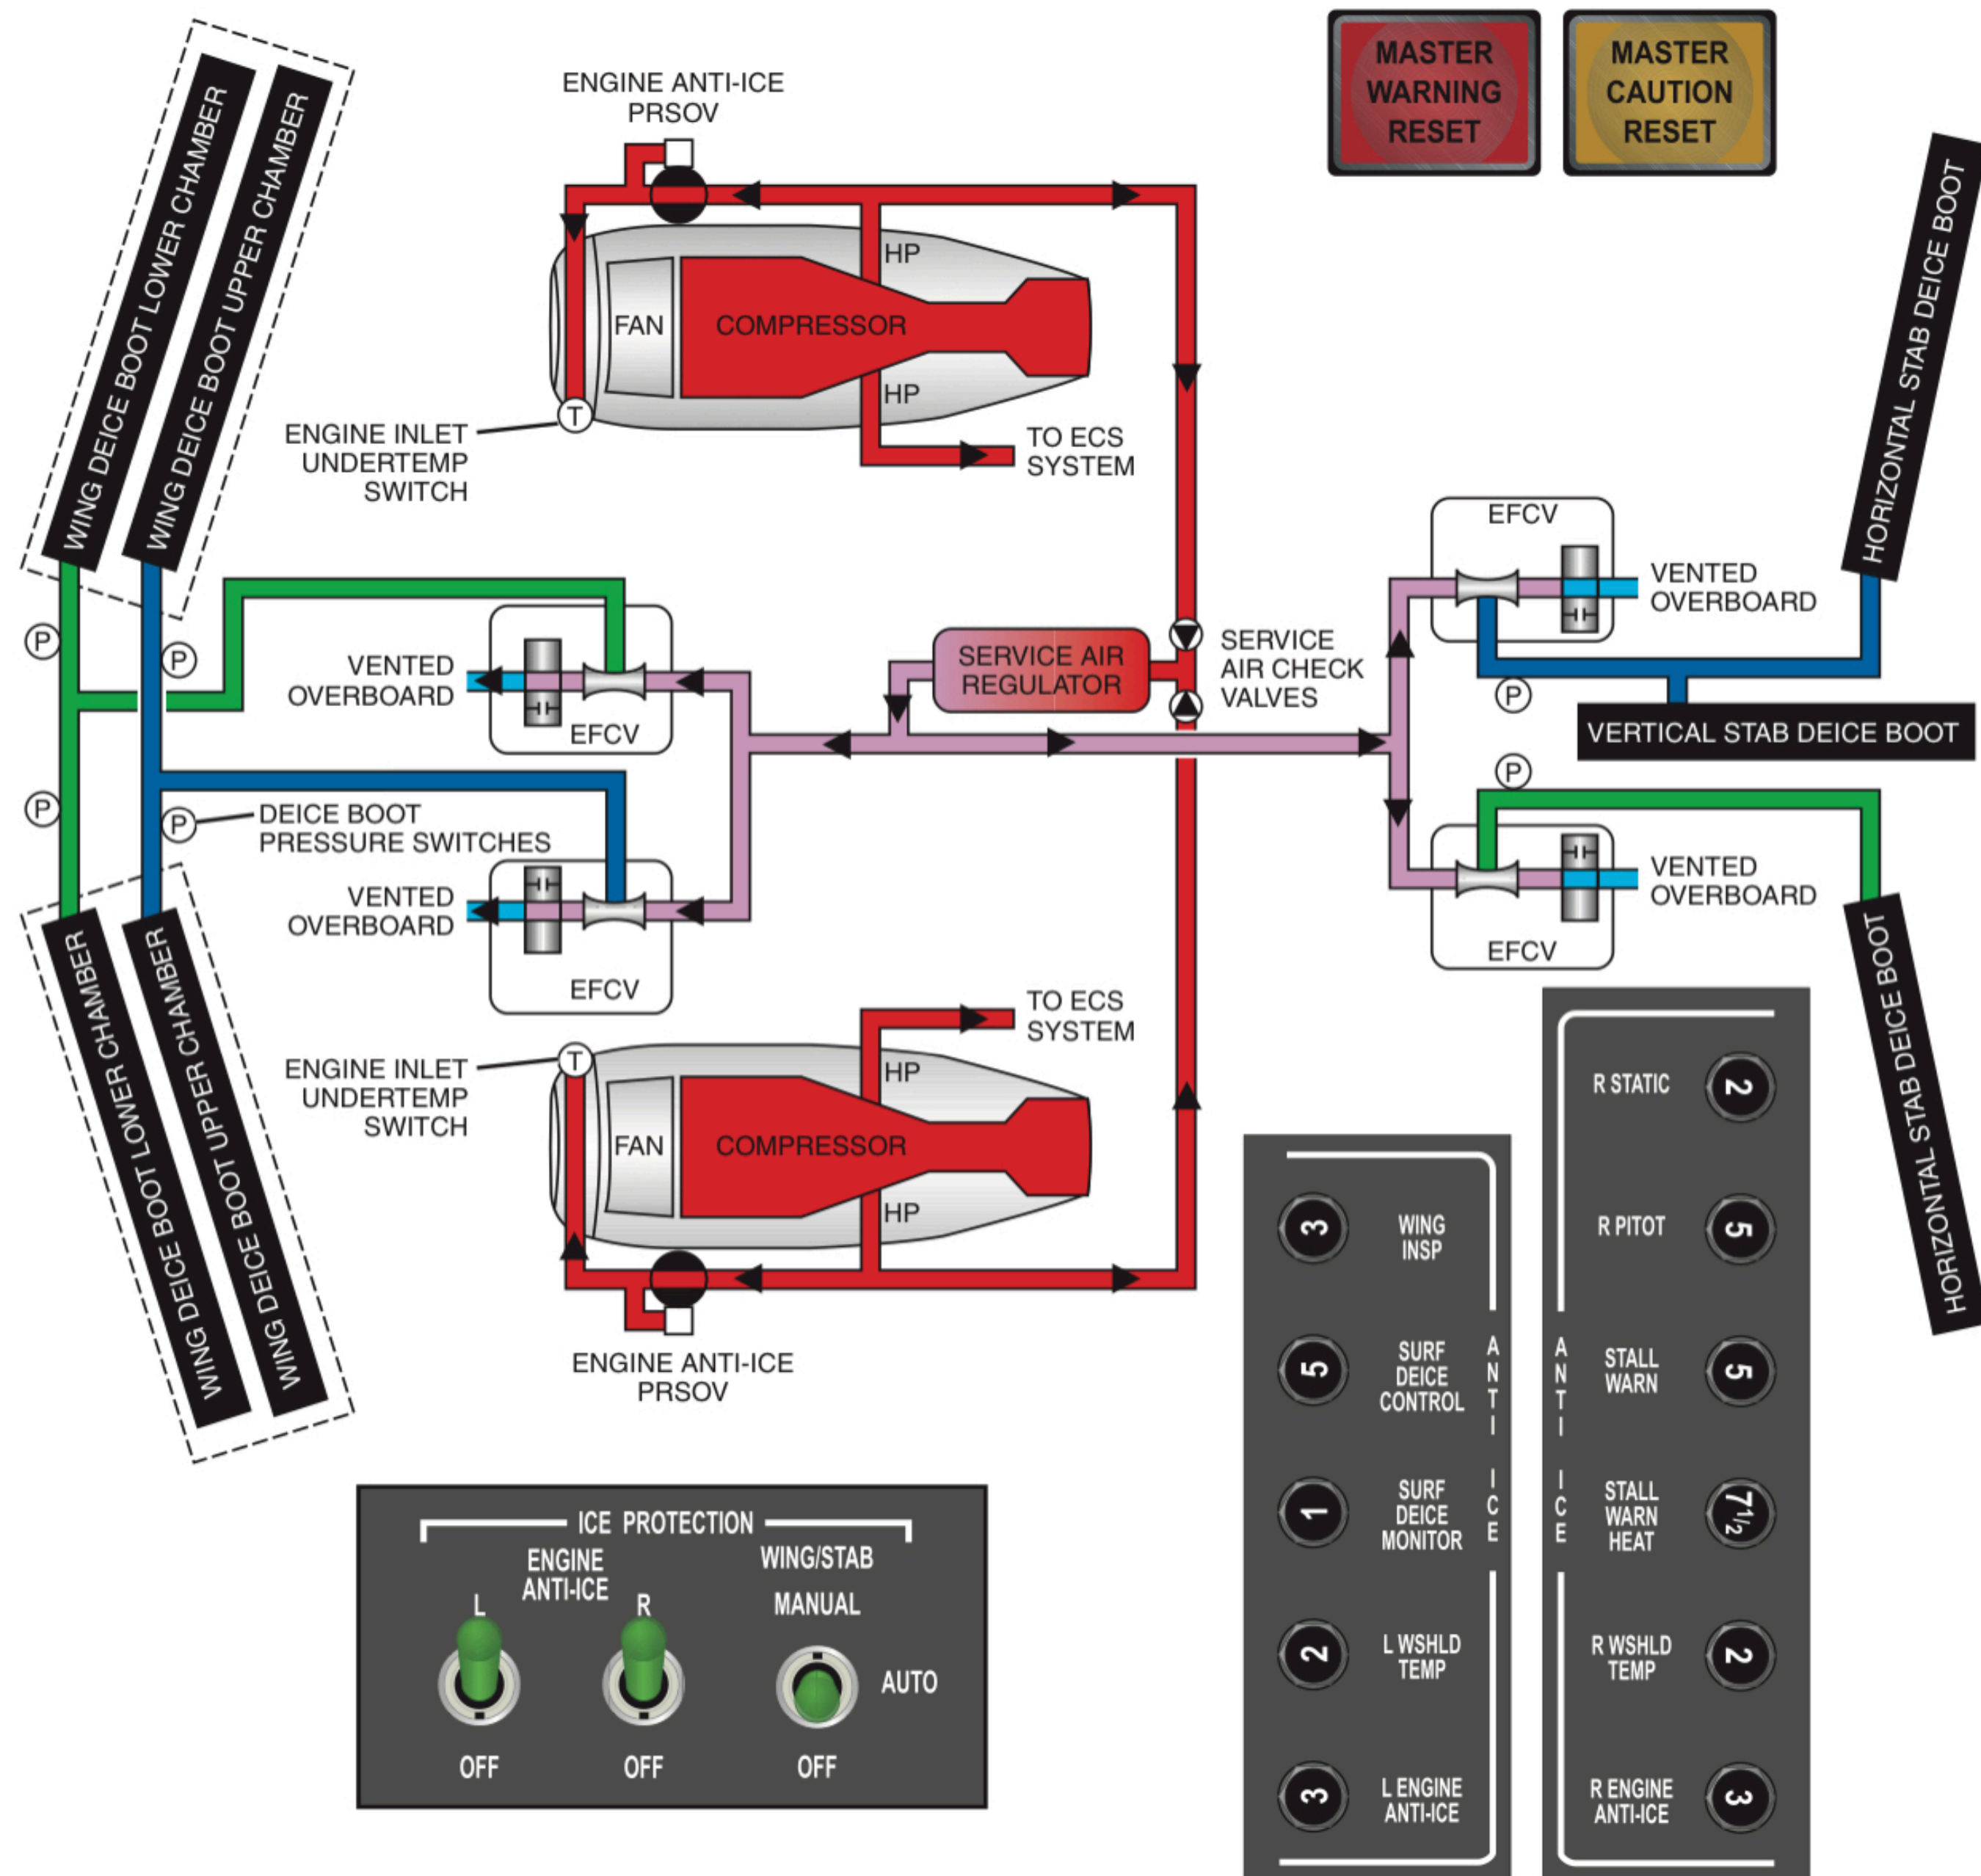 MASTER
WARNING
RESET
MASTER
CAUTION
RESET
ENGINE ANTI-ICE
PRSOV
WING DEICE BOOT LOWER CHAMBER
WING DEICE BOOT UPPER CHAMBER
HORIZONTAL STAB DEICE BOOT
HP
FAN
COMPRESSOR
HP
T
ENGINE INLET
UNDERTEMP
SWITCH
TO ECS
SYSTEM
EFCV
VENTED
OVERBOARD
P
P
VENTED
OVERBOARD
EFCV
SERVICE AIR
REGULATOR
SERVICE
AIR CHECK
VALVES
P
VERTICAL STAB DEICE BOOT
P
P
P
DEICE BOOT
PRESSURE SWITCHES
VENTED
OVERBOARD
EFCV
VENTED
OVERBOARD
EFCV
HORIZONTAL STAB DEICE BOOT
WING DEICE BOOT LOWER CHAMBER
WING DEICE BOOT UPPER CHAMBER
TO ECS
SYSTEM
T
ENGINE INLET
UNDERTEMP
SWITCH
HP
FAN
COMPRESSOR
HP
ENGINE ANTI-ICE
PRSOV
ICE PROTECTION
ENGINE
ANTI-ICE
L
R
WING/STAB
MANUAL
AUTO
OFF
OFF
OFF
3
WING
INSP
5
SURF
DEICE
CONTROL
1
SURF
DEICE
MONITOR
2
L WSHLD
TEMP
3
L ENGINE
ANTI-ICE
ANTI ICE
ANTI ICE
R STATIC
2
R PITOT
5
STALL
WARN
5
STALL
WARN
HEAT
7 1/2
R WSHLD
TEMP
2
R ENGINE
ANTI-ICE
3